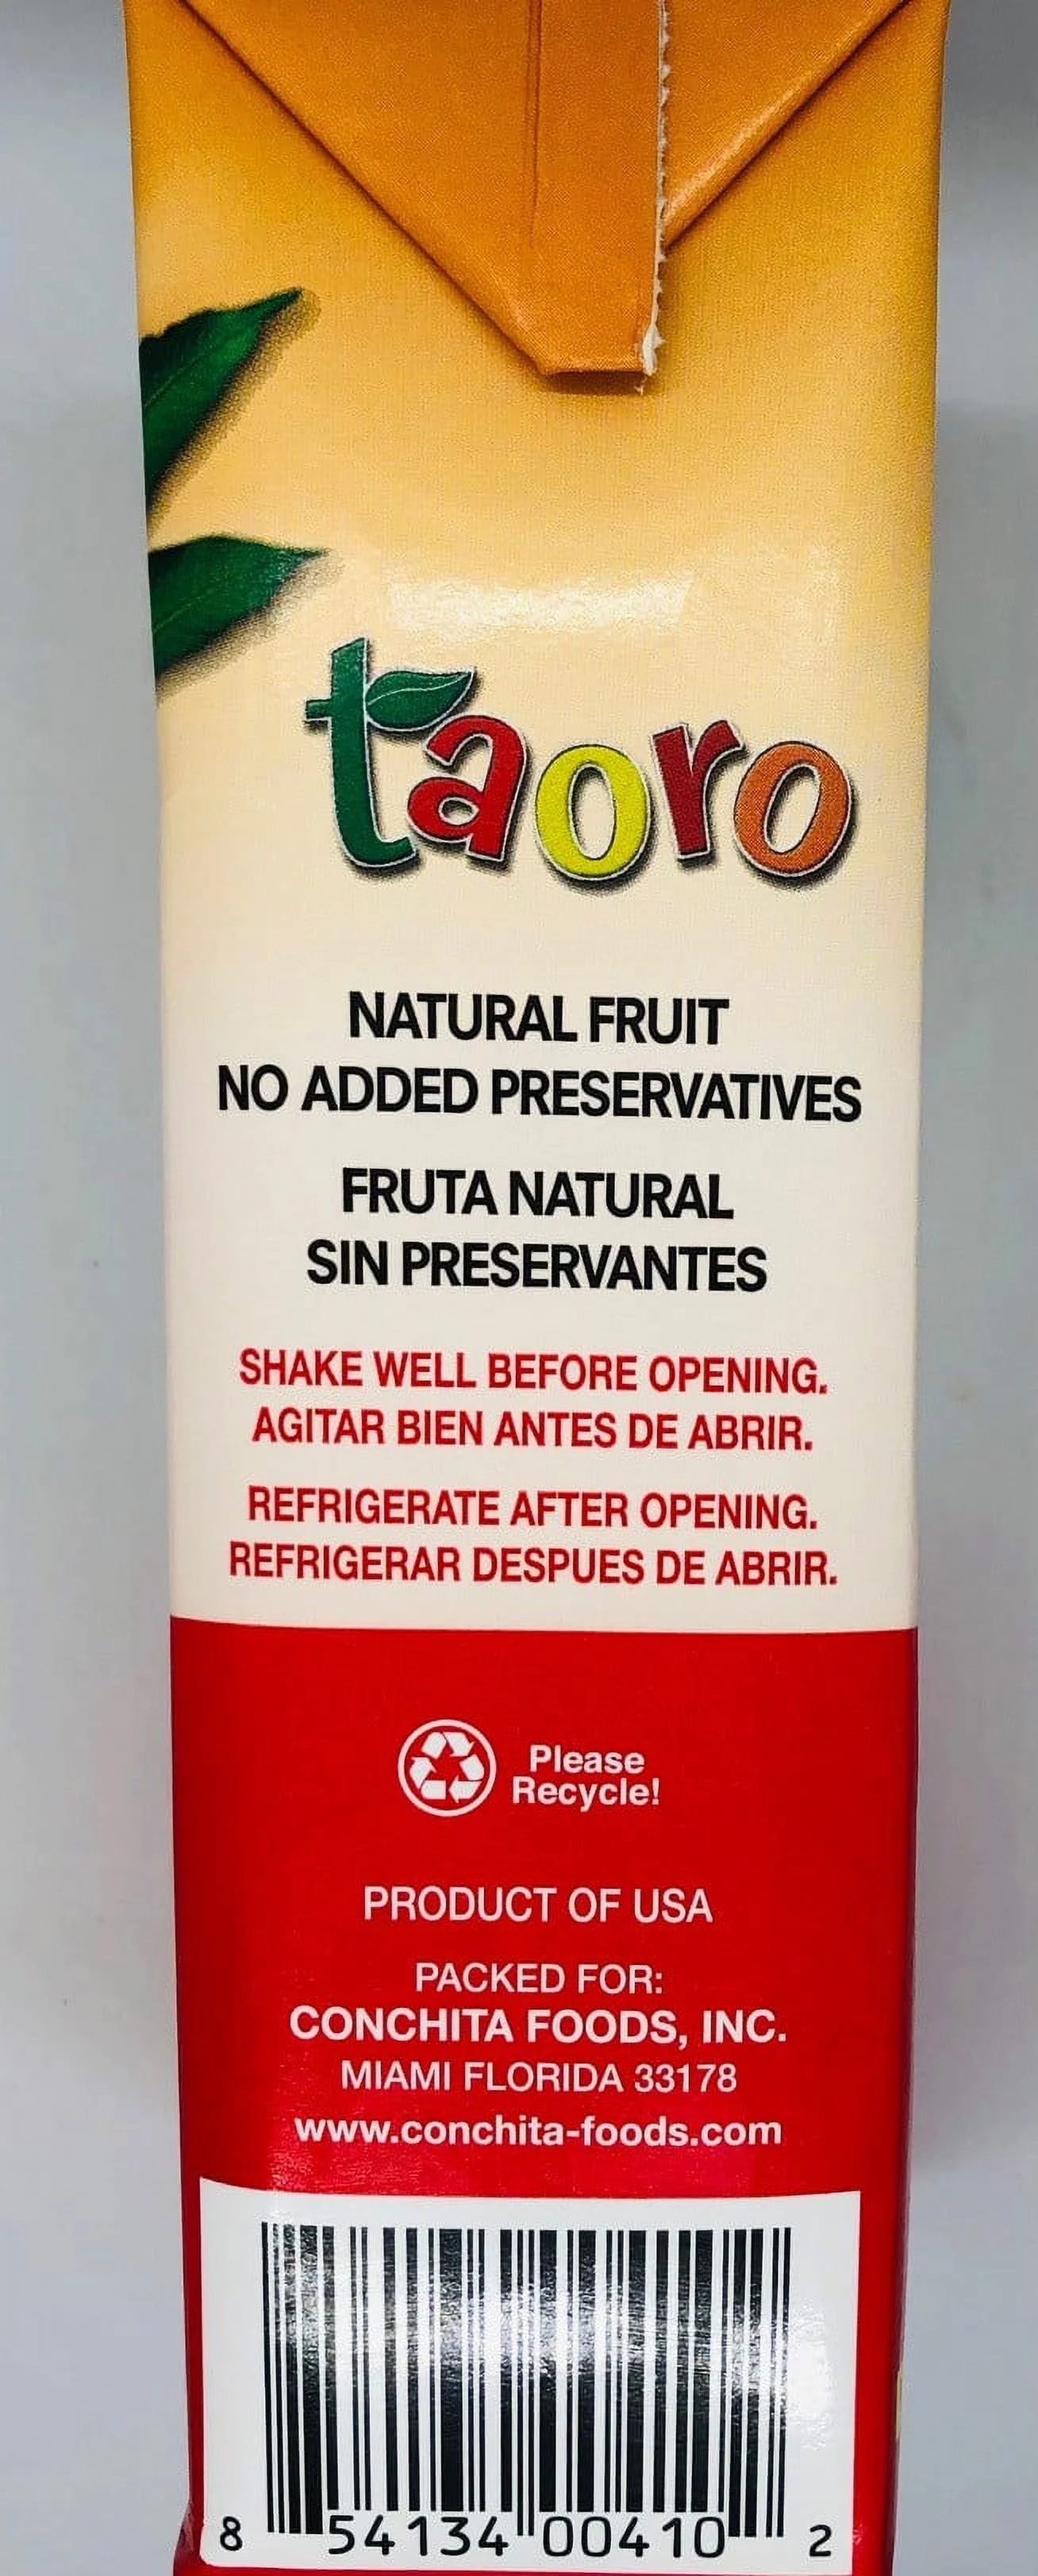 taoro
NATURAL FRUIT
NO ADDED PRESERVATIVES
FRUTA NATURAL
SIN PRESERVANTES
SHAKE WELL BEFORE OPENING.
AGITAR BIEN ANTES DE ABRIR.
REFRIGERATE AFTER OPENING.
REFRIGERAR DESPUES DE ABRIR.
Please
Recycle!
PRODUCT OF USA
PACKED FOR:
CONCHITA FOODS, INC.
MIAMI FLORIDA 33178
www.conchita-foods.com
8 54134 00410 2